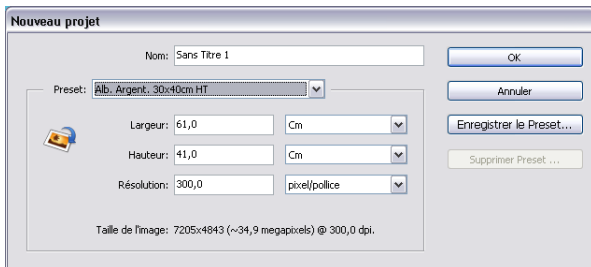 Nouveau projet
Nom: Sans Titre 1
OK
Preset: Alb. Argent. 30x40cm HT
Annuler
Largeur: 61,0 Cm
Enregistrer le Preset...
Hauteur: 41,0 Cm
Supprimer Preset ...
Résolution: 300,0 pixel/pollice
Taille de l'image: 7205x4843 (~34,9 megapixels) @ 300,0 dpi.